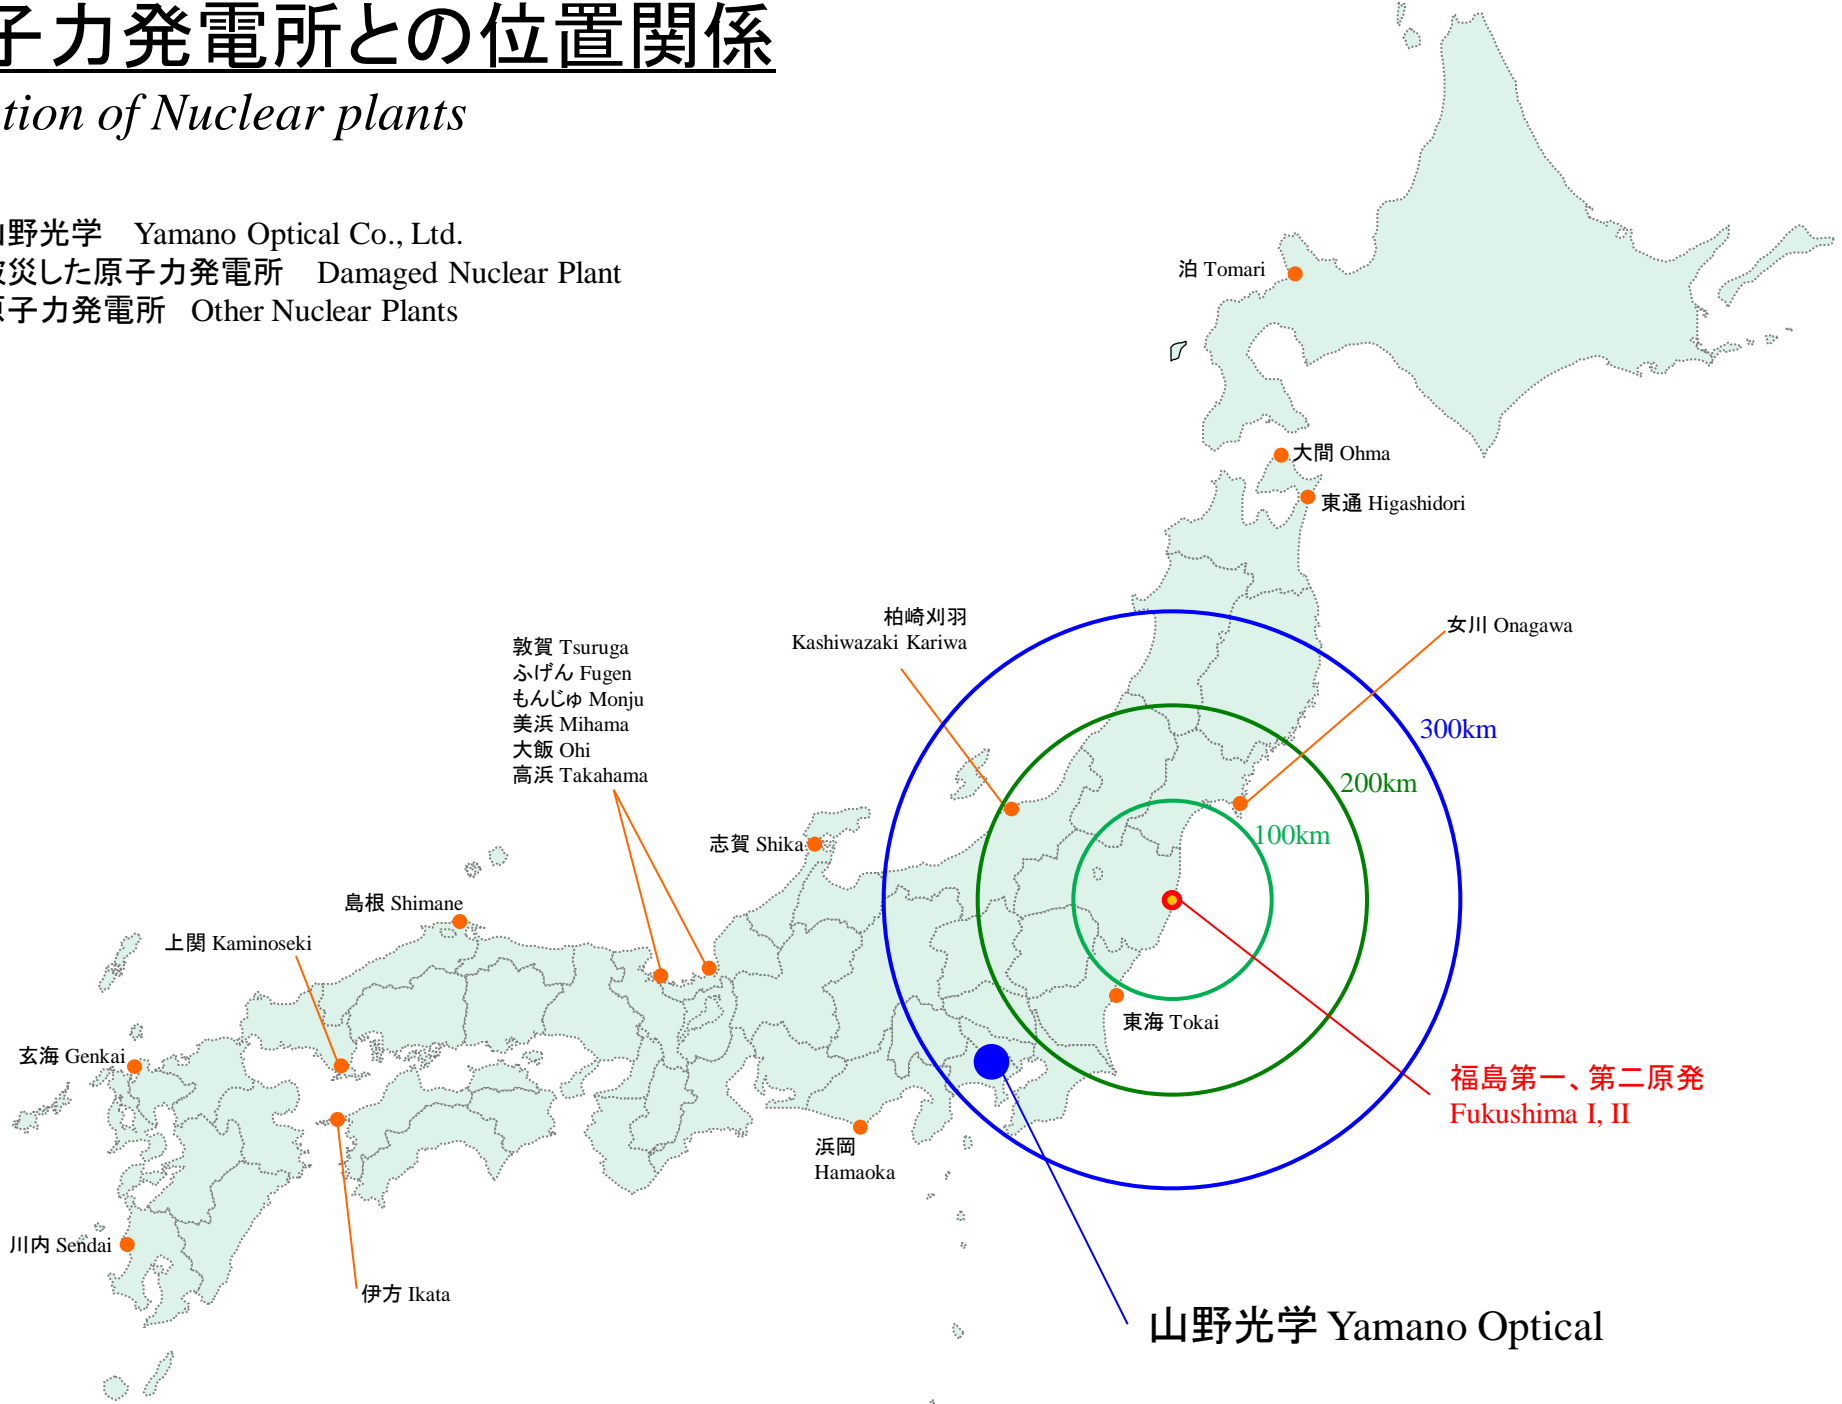 子力発電所との位置関係
tion of Nuclear plants
山野光学 Yamano Optical Co., Ltd.
被災した原子力発電所 Damaged Nuclear Plant
原子力発電所 Other Nuclear Plants
泊 Tomari
大間 Ohma
東通 Higashidori
柏崎刈羽
Kashiwazaki Kariwa
女川 Onagawa
敦賀 Tsuruga
ふげん Fugen
もんじゅ Monju
美浜 Mihama
大飯 Ohi
高浜 Takahama
300km
200km
100km
志賀 Shika
島根 Shimane
上関 Kaminoseki
東海 Tokai
玄海 Genkai
福島第一、第二原発
Fukushima I, II
浜岡
Hamaoka
川内 Sendai
伊方 Ikata
山野光学 Yamano Optical